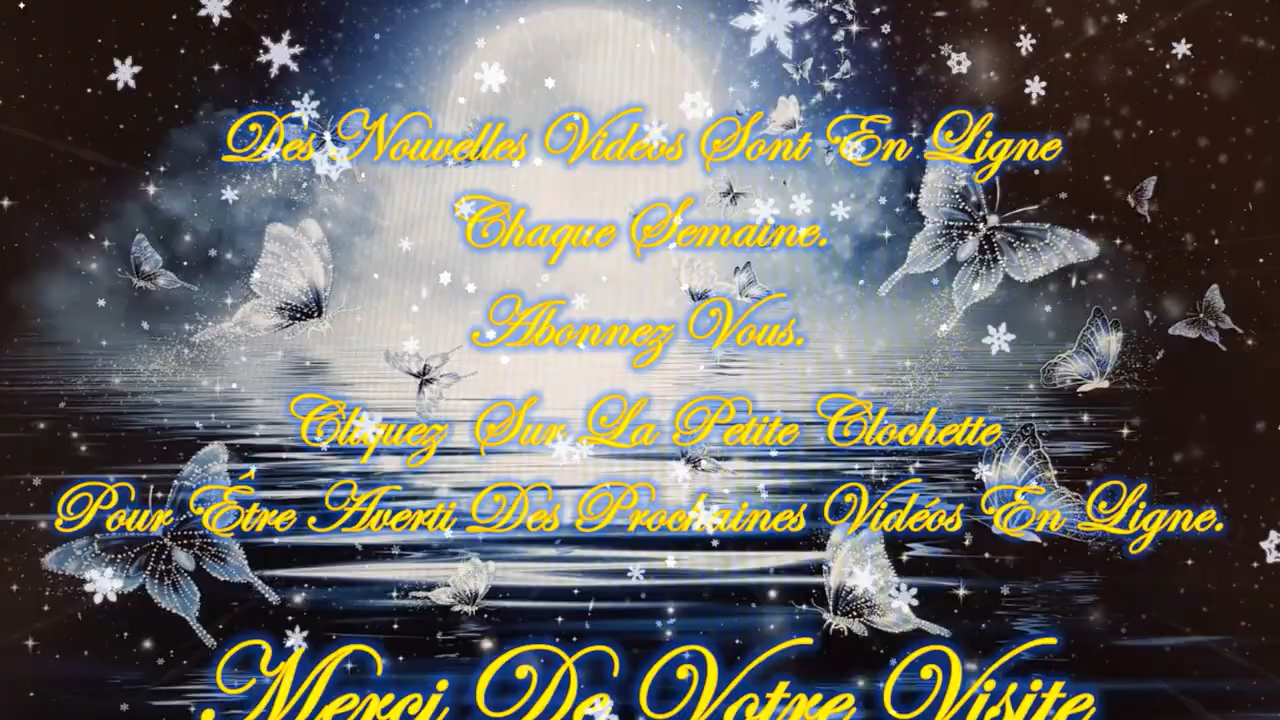 Des Nouvelles Videos Sont En Ligne
Chaque Semaine.
Abonnez Vous.
Cliquez Sur La Petite Clochette
Pour Être Averti Des Prochaines Vidéos En Ligne.
Merci De Votre Visite